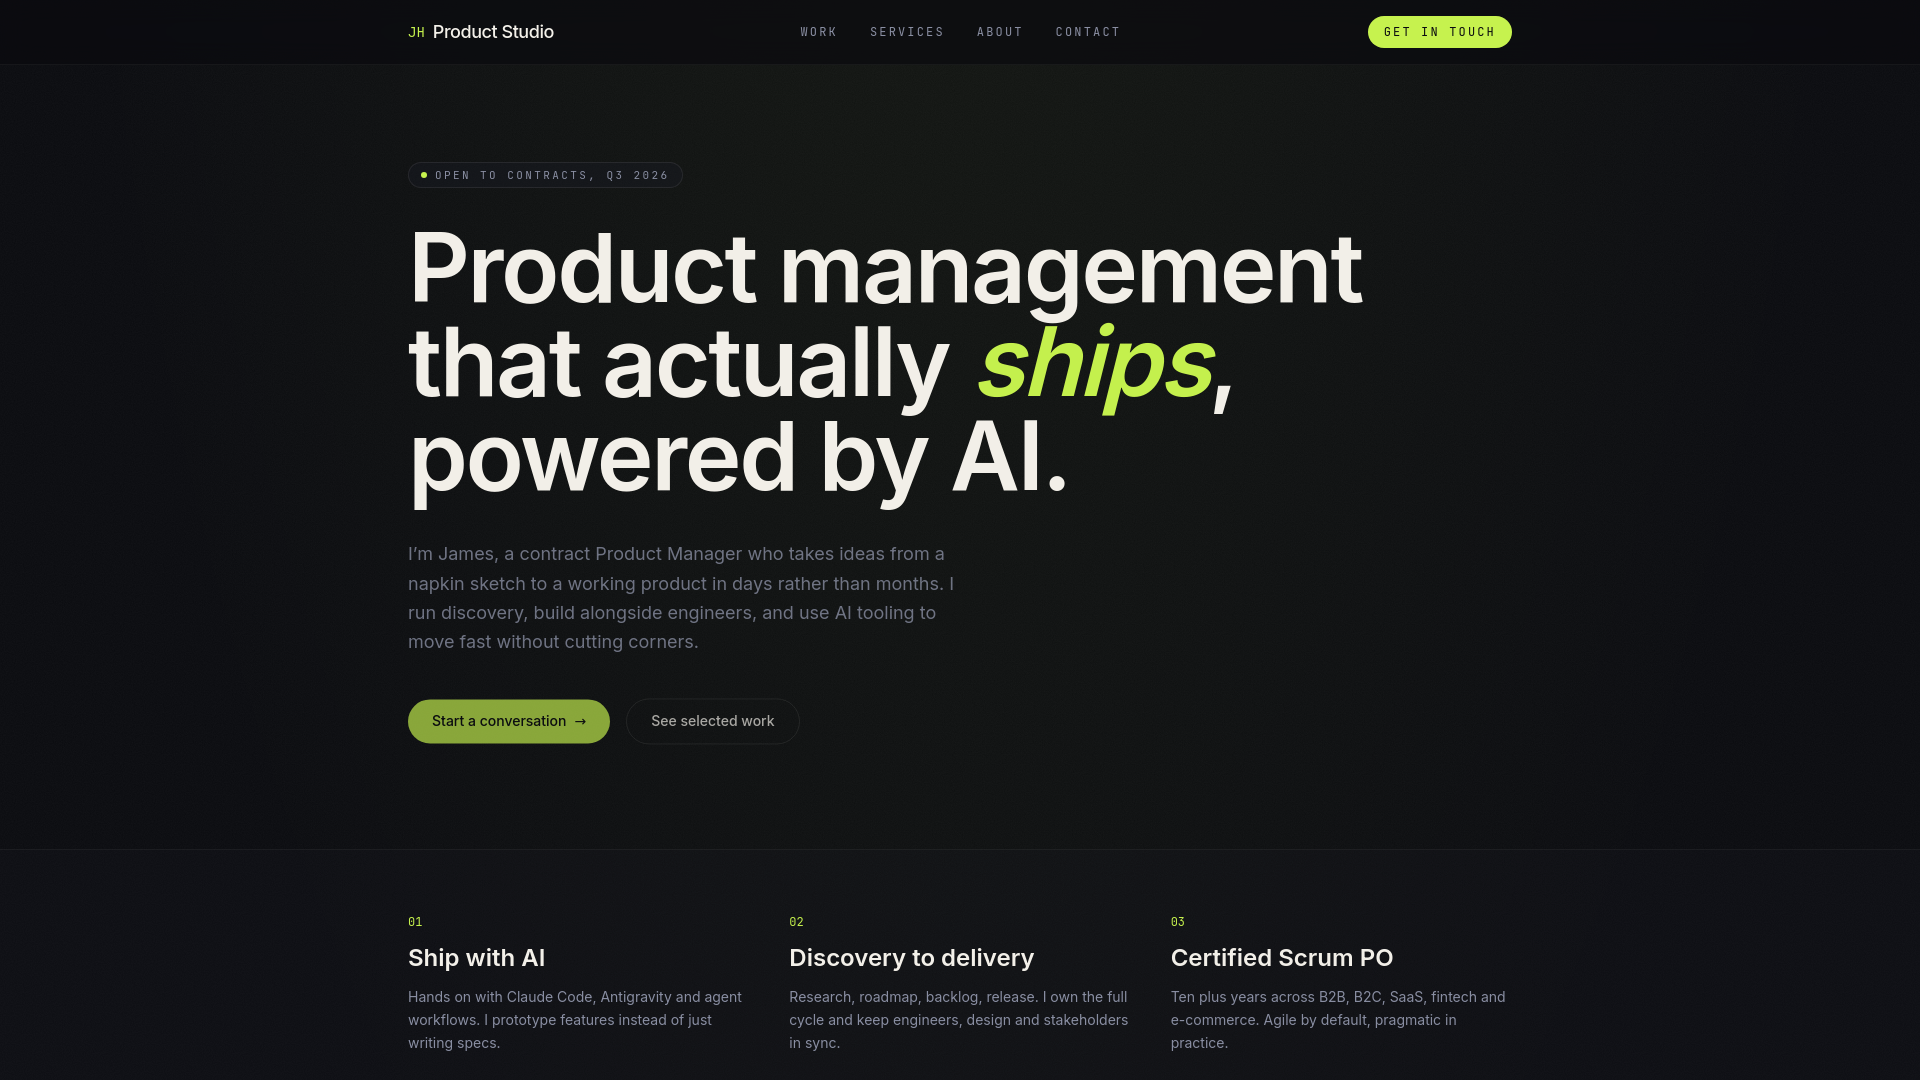 JH Product Studio
WORK SERVICES ABOUT CONTACT
GET IN TOUCH
OPEN TO CONTRACTS, Q3 2026
Product management
that actually ships,
powered by AI.
I’m James, a contract Product Manager who takes ideas from a
napkin sketch to a working product in days rather than months. I
run discovery, build alongside engineers, and use AI tooling to
move fast without cutting corners.
Start a conversation →
See selected work
01
Ship with AI
Hands on with Claude Code, Antigravity and agent
workflows. I prototype features instead of just
writing specs.
02
Discovery to delivery
Research, roadmap, backlog, release. I own the full
cycle and keep engineers, design and stakeholders
in sync.
03
Certified Scrum PO
Ten plus years across B2B, B2C, SaaS, fintech and
e-commerce. Agile by default, pragmatic in
practice.